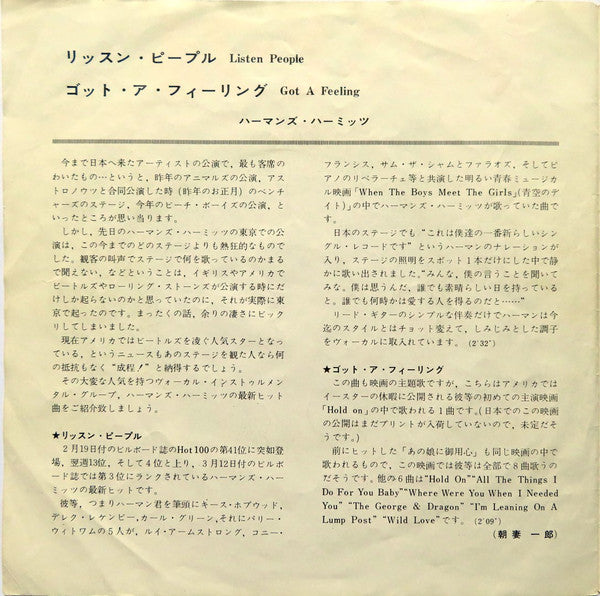 リッスン・ピープル Listen People
ゴット・ア・フィーリング Got A Feeling
ハーマンズ・ハーミッツ
今まで日本へ来たアーティストの公演で、最も客席の
わいたもの…というと、昨年のアニマルズの公演、アス
トロノウツと合同公演した時(昨年のお正月)のベンチ
ャーズのステージ、今年のビーチ・ボーイズの公演、と
いったところが思い当ります。
しかし、先日のハーマンズ・ハーミッツの東京での公
演は、この今までのどのステージよりも熱狂的なもので
した。観客の叫声でステージで何を歌っているのかまる
で聞えない、などということは、イギリスやアメリカで
ビートルズやローリング・ストーンズが公演する時にだ
けしか起らないのかと思っていたのに、それが実際に東
京で起ったのです。まったくの話、余りの凄さにビック
リしてしまいました。
現在アメリカではビートルズを凌ぐ人気スターとなっ
ている、というニュースもあのステージを観た人なら何
の抵抗もなく“成程!”と納得するでしょう。
その大変な人気を持つヴォーカル・インストゥルメン
タル・グループ、ハーマンズ・ハーミッツの最新ヒット
曲をご紹介致しましょう。
★リッスン・ピープル
2月19日付のビルボード誌のHot100の第41位に突如登
場、翌週13位、そして4位と上り、3月12日付のビルボ
ード誌では第3位にランクされているハーマンズ・ハー
ミッツの最新ヒットです。
彼等、つまりハーマン君を筆頭にキース・ホプウッド、
デレク・レケンビー、カール・グリーン、それにバリー・
ウィトワムの5人が、ルイ・アームストロング、コニー・
フランシス、サム・ザ・シャムとファラオズ、そしてピ
アノのリベラーチェ等と共演した明るい青春ミュージカ
ル映画「When The Boys Meet The Girls」(青空のデ
イト)」の中でハーマンズ・ハーミッツが歌っていた曲で
す。
日本のステージでも“これは僕達の一番新らしいシン
グル・レコードです”というハーマンのナレーションが
入り、ステージの照明をスポット1本だけにした中で静
かに歌い出されました。“みんな、僕の言うことを聞いて
みな。僕は思うんだ、誰でも素晴らしい日を持っている
と。誰でも何時かは愛する人を得るのだと……”
リード・ギターのシンプルな伴奏だけでハーマンは今
迄のスタイルとはチョット変えて、しみじみとした調子
をヴォーカルに取入れています。(2′32″)
★ゴット・ア・フィーリング
この曲も映画の主題歌ですが、こちらはアメリカでは
イースターの休暇に公開される彼等の初めての主演映画
「Hold on」の中で歌われる1曲です。(日本でのこの映画
の公開はまだプリントが入荷していないので、未定だそ
うです。)
前にヒットした「あの娘に御用心」も同じ映画の中で
歌われるもので、この映画では彼等は全部で8曲歌うの
だそうです。他の6曲は“Hold On”“All The Things I
Do For You Baby”“Where Were You When I Needed
You” “The George & Dragon” “I'm Leaning On A
Lump Post” “Wild Love”です。(2′09″)
(朝妻 一郎)